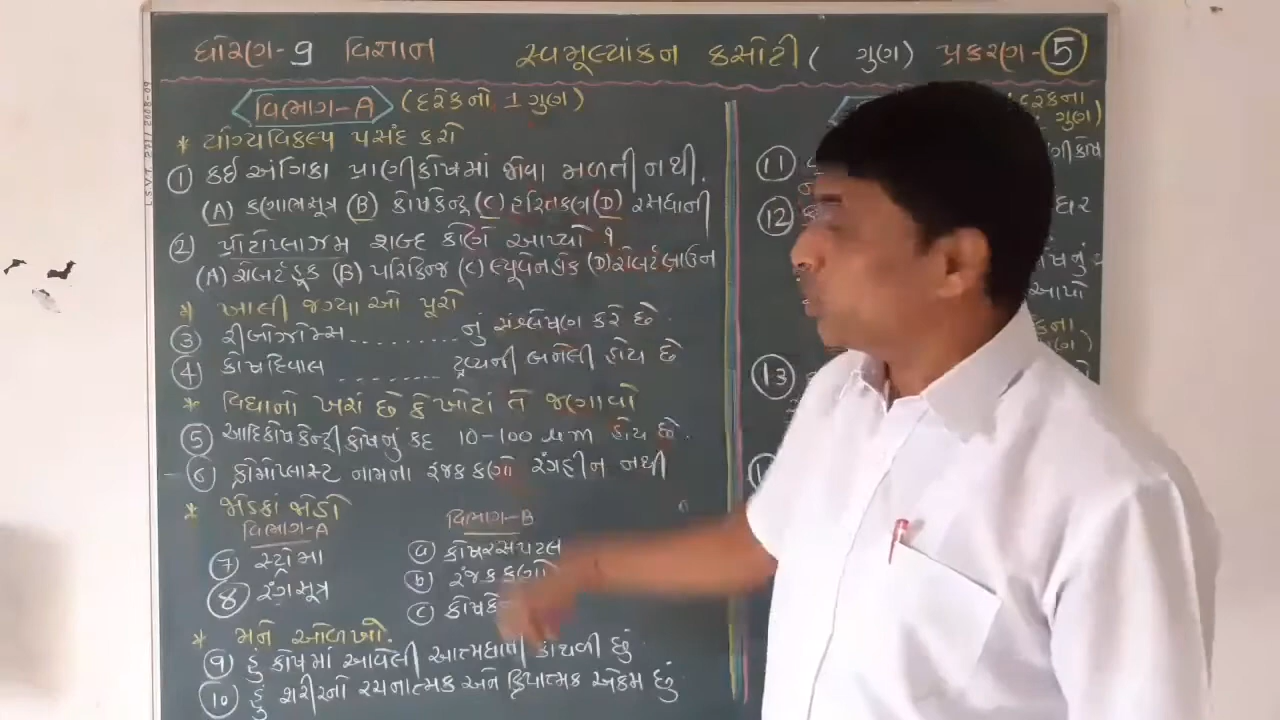 ધોરણ-9 વિજ્ઞાન સ્વમૂલ્યાંકન કસોટી ( ગુણ) પ્રકરણ-5
વિભાગ-A (દરેકનો 1 ગુણ)
* યોગ્ય વિકલ્પ પસંદ કરો
1 કઇ અંગિકા પ્રાણીકોષમાં જોવા મળતી નથી.
(A) કણાભસૂત્ર (B) કોષકેન્દ્ર (C) હરિતકણ (D) રસધાની
2 પ્રોટોપ્લાઝમ શબ્દ કોણે આપ્યો ?
(A) રોબર્ટ હૂક (B) પરકિન્જ (C) લ્યુવેનહોક (D) રોબર્ટ બ્રાઉન
* ખાલી જગ્યાઓ પૂરો
3 રીબોઝોમ્સ .......... નું સંશ્લેષણ કરે છે.
4 કોષદિવાલ ........ દ્રવ્યની બનેલી હોય છે
* વિધાનો ખરાં છે કે ખોટાં તે જણાવો
5 આદિકોષકેન્દ્રી કોષનું કદ 10-100 μm હોય છે.
6 ક્રોમોપ્લાસ્ટ નામના રંજકકણો રંગહીન નથી
* જોડકાં જોડો
વિભાગ-A વિભાગ-B
7 સ્ટ્રોમા a કોષરસપટલ
8 રંગસૂત્ર b રંજકકણો
c
* મને ઓળખો.
9 હું કોષમાં આવેલી આત્મઘાતી કોથળી છું.
10 હું શરીરનો રચનાત્મક અને ક્રિયાત્મક એકમ છું.
11
12
13